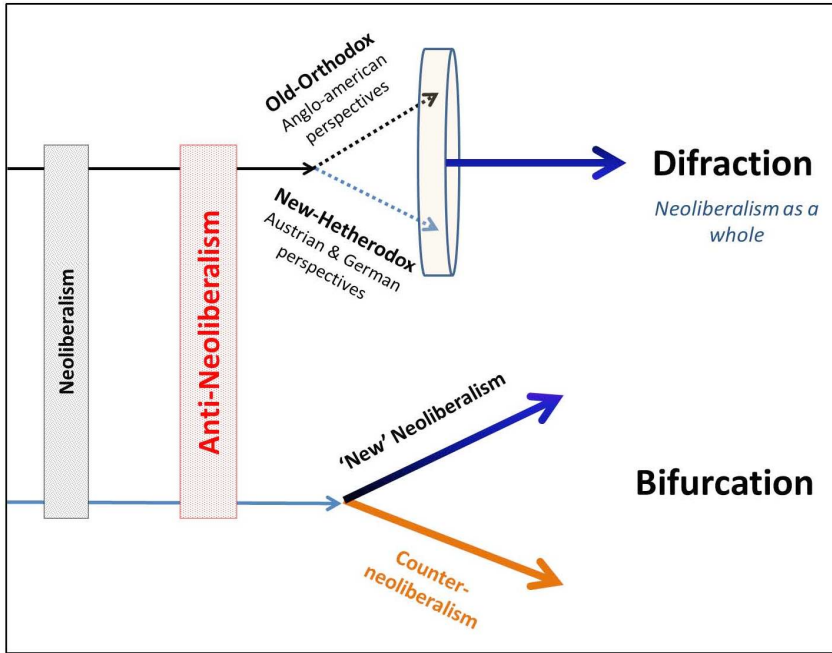 Neoliberalism
Anti-Neoliberalism
Old-Orthodox
Anglo-american
perspectives
New-Hetherodox
Austrian & German
perspectives
Difraction
Neoliberalism as a
whole
‘New’ Neoliberalism
Counter-
neoliberalism
Bifurcation